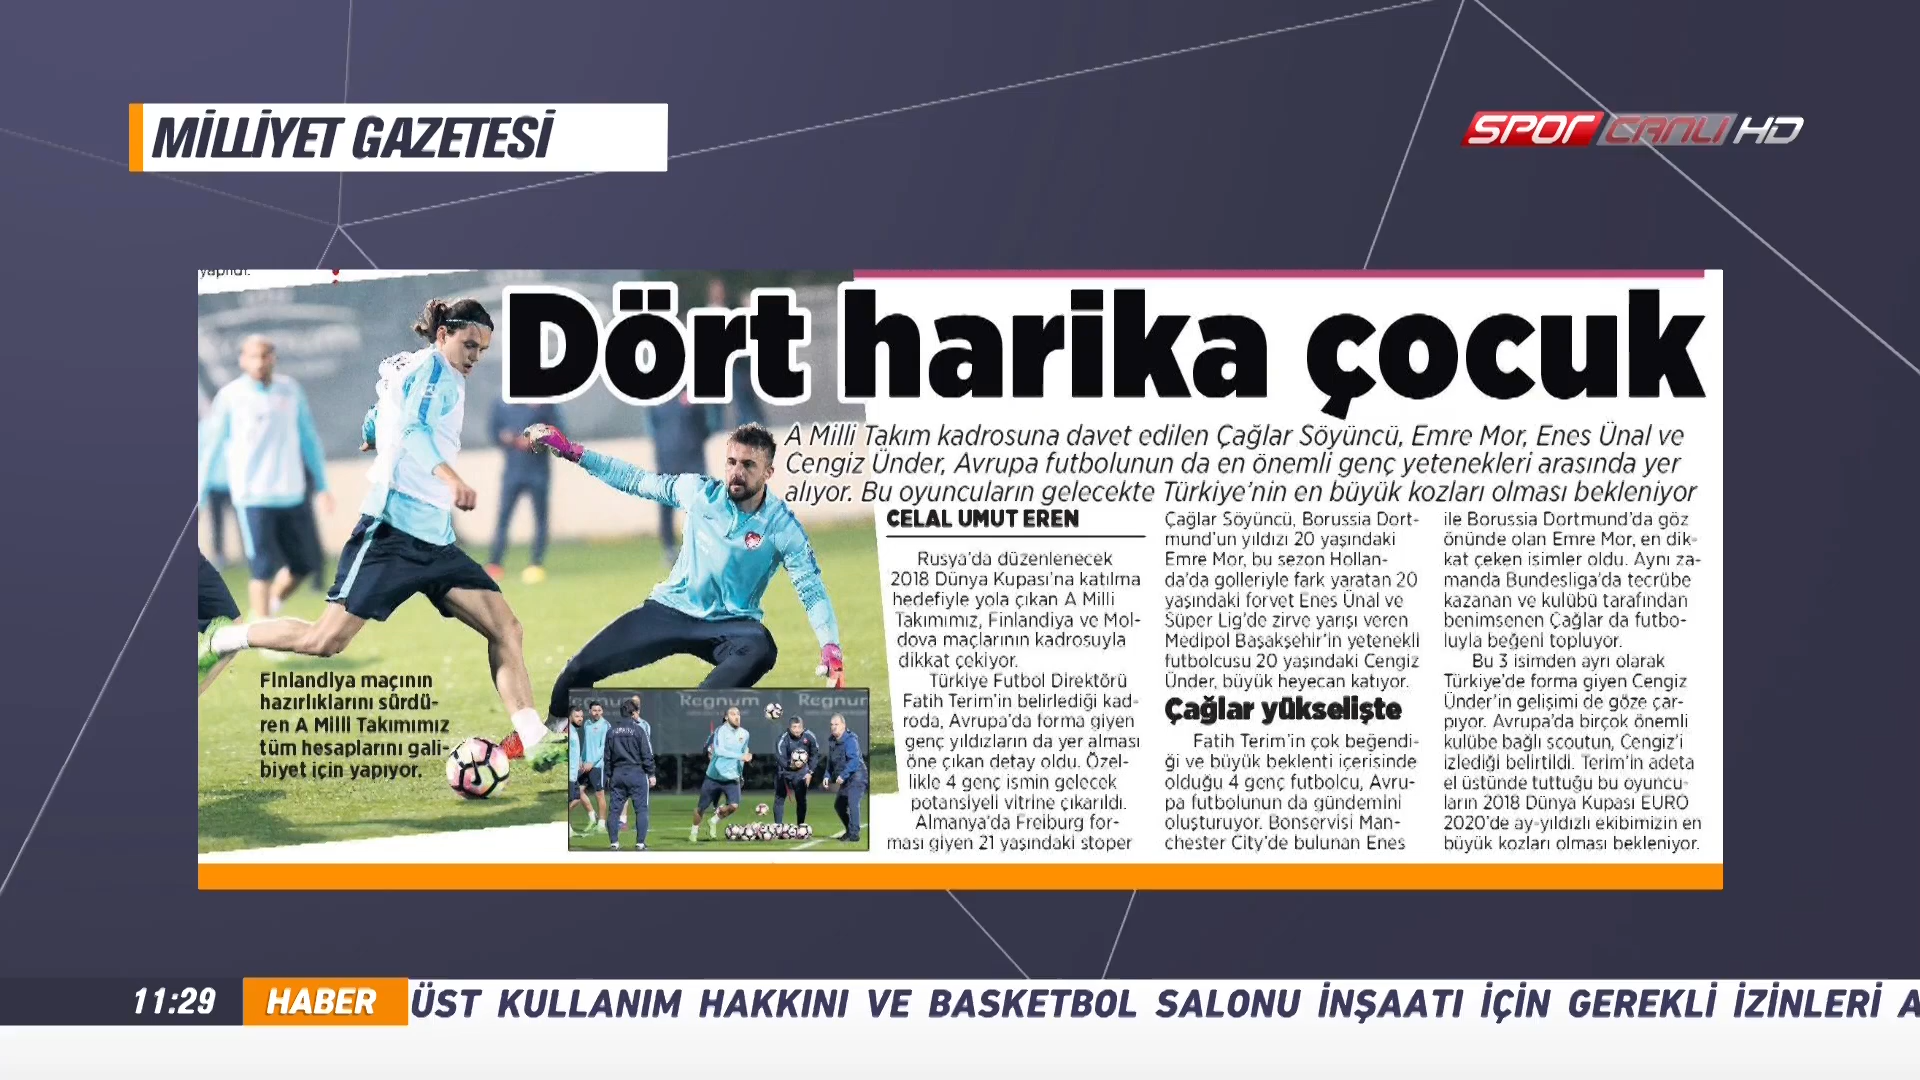 MİLLİYET GAZETESİ
SPOR CANLI HD
yapıldı.
Dört harika çocuk
A Milli Takım kadrosuna davet edilen Çağlar Söyüncü, Emre Mor, Enes Ünal ve
Cengiz Ünder, Avrupa futbolunun da en önemli genç yetenekleri arasında yer
alıyor. Bu oyuncuların gelecekte Türkiye'nin en büyük kozları olması bekleniyor
CELAL UMUT EREN
Rusya'da düzenlenecek
2018 Dünya Kupası'na katılma
hedefiyle yola çıkan A Milli
Takımımız, Finlandiya ve Mol-
dova maçlarının kadrosuyla
dikkat çekiyor.
Türkiye Futbol Direktörü
Fatih Terim'in belirlediği kad-
roda, Avrupa'da forma giyen
genç yıldızların da yer alması
öne çıkan detay oldu. Özel-
likle 4 genç ismin gelecek
potansiyeli vitrine çıkarıldı.
Almanya'da Freiburg for-
ması giyen 21 yaşındaki stoper
Çağlar Söyüncü, Borussia Dort-
mund'un yıldızı 20 yaşındaki
Emre Mor, bu sezon Hollan-
da'da golleriyle fark yaratan 20
yaşındaki forvet Enes Ünal ve
Süper Lig'de zirve yarışı veren
Medipol Başakşehir'in yetenekli
futbolcusu 20 yaşındaki Cengiz
Ünder, büyük heyecan katıyor.
Çağlar yükselişte
Fatih Terim'in çok beğendi-
ği ve büyük beklenti içerisinde
olduğu 4 genç futbolcu, Avru-
pa futbolunun da gündemini
oluşturuyor. Bonservisi Man-
chester City'de bulunan Enes
ile Borussia Dortmund'da göz
önünde olan Emre Mor, en dik-
kat çeken isimler oldu. Aynı za-
manda Bundesliga'da tecrübe
kazanan ve kulübü tarafından
benimsenen Çağlar da futbo-
luyla beğeni topluyor.
Bu 3 isimden ayrı olarak
Türkiye'de forma giyen Cengiz
Ünder'in gelişimi de göze çar-
pıyor. Avrupa'da birçok önemli
kulübe bağlı scoutun, Cengiz'i
izlediği belirtildi. Terim'in adeta
el üstünde tuttuğu bu oyuncu-
ların 2018 Dünya Kupası EURO
2020'de ay-yıldızlı ekibimizin en
büyük kozları olması bekleniyor.
Finlandiya maçının
hazırlıklarını sürdü-
ren A Milli Takımımız
tüm hesaplarını gali-
biyet için yapıyor.
Regnum
Regnum
TÜRKİYE
11:29 HABER ÜST KULLANIM HAKKINI VE BASKETBOL SALONU İNŞAATI İÇİN GEREKLİ İZİNLERİ A